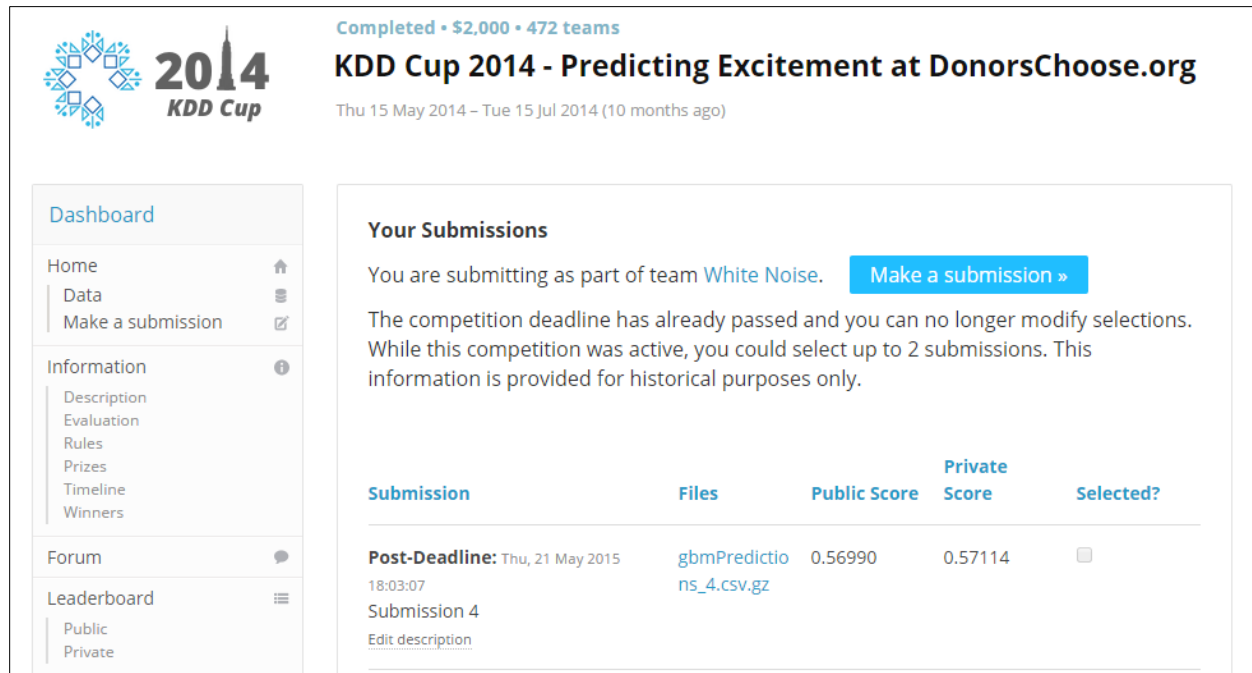 2014
KDD Cup
Completed • $2,000 • 472 teams
KDD Cup 2014 - Predicting Excitement at DonorsChoose.org
Thu 15 May 2014 – Tue 15 Jul 2014 (10 months ago)
Dashboard
Home
Data
Make a submission
Information
Description
Evaluation
Rules
Prizes
Timeline
Winners
Forum
Leaderboard
Public
Private
Your Submissions
You are submitting as part of team White Noise. Make a submission »
The competition deadline has already passed and you can no longer modify selections.
While this competition was active, you could select up to 2 submissions. This
information is provided for historical purposes only.
Private
Submission Files Public Score Score Selected?
Post-Deadline: Thu, 21 May 2015 gbmPredictio 0.56990 0.57114
18:03:07 ns_4.csv.gz
Submission 4
Edit description